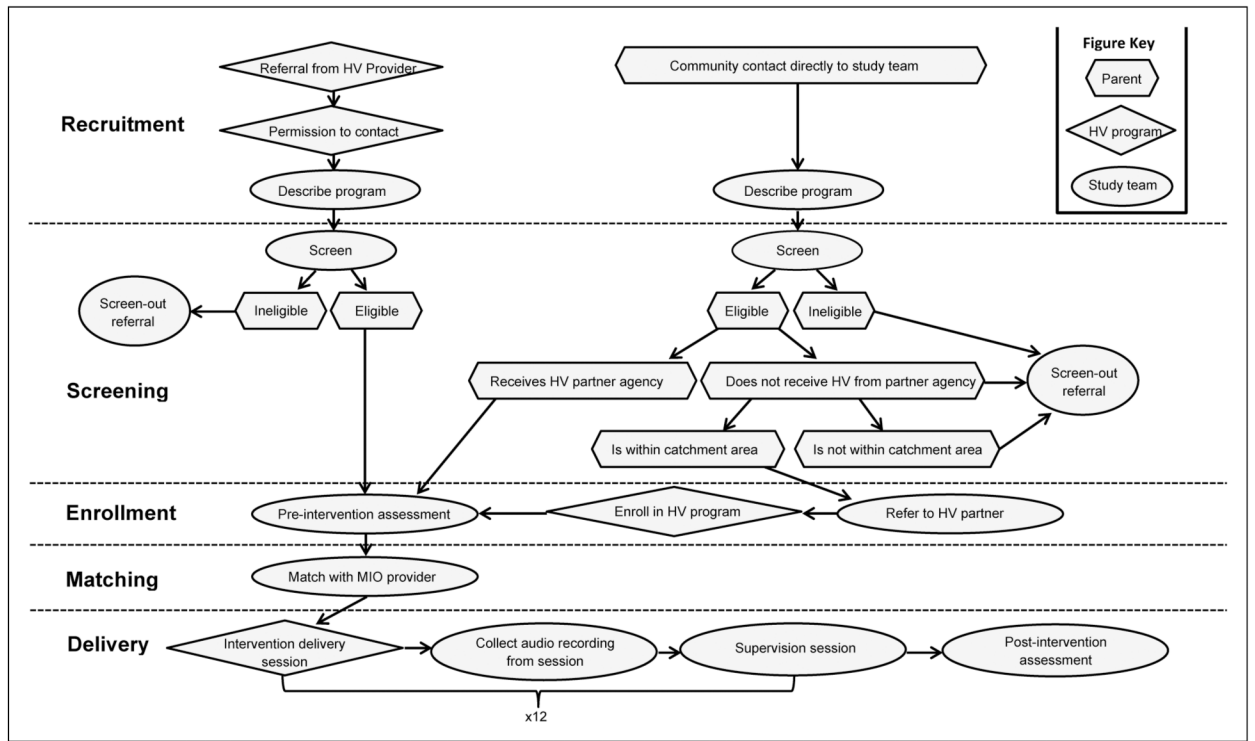 Figure Key
Parent
HV program
Study team
Recruitment
Referral from HV Provider
Permission to contact
Describe program
Community contact directly to study team
Describe program
Screening
Screen
Ineligible
Eligible
Screen-out
referral
Screen
Eligible
Ineligible
Receives HV partner agency
Does not receive HV from partner agency
Screen-out
referral
Is within catchment area
Is not within catchment area
Enrollment
Pre-intervention assessment
Enroll in HV program
Refer to HV partner
Matching
Match with MIO provider
Delivery
Intervention delivery
session
Collect audio recording
from session
Supervision session
Post-intervention
assessment
x12